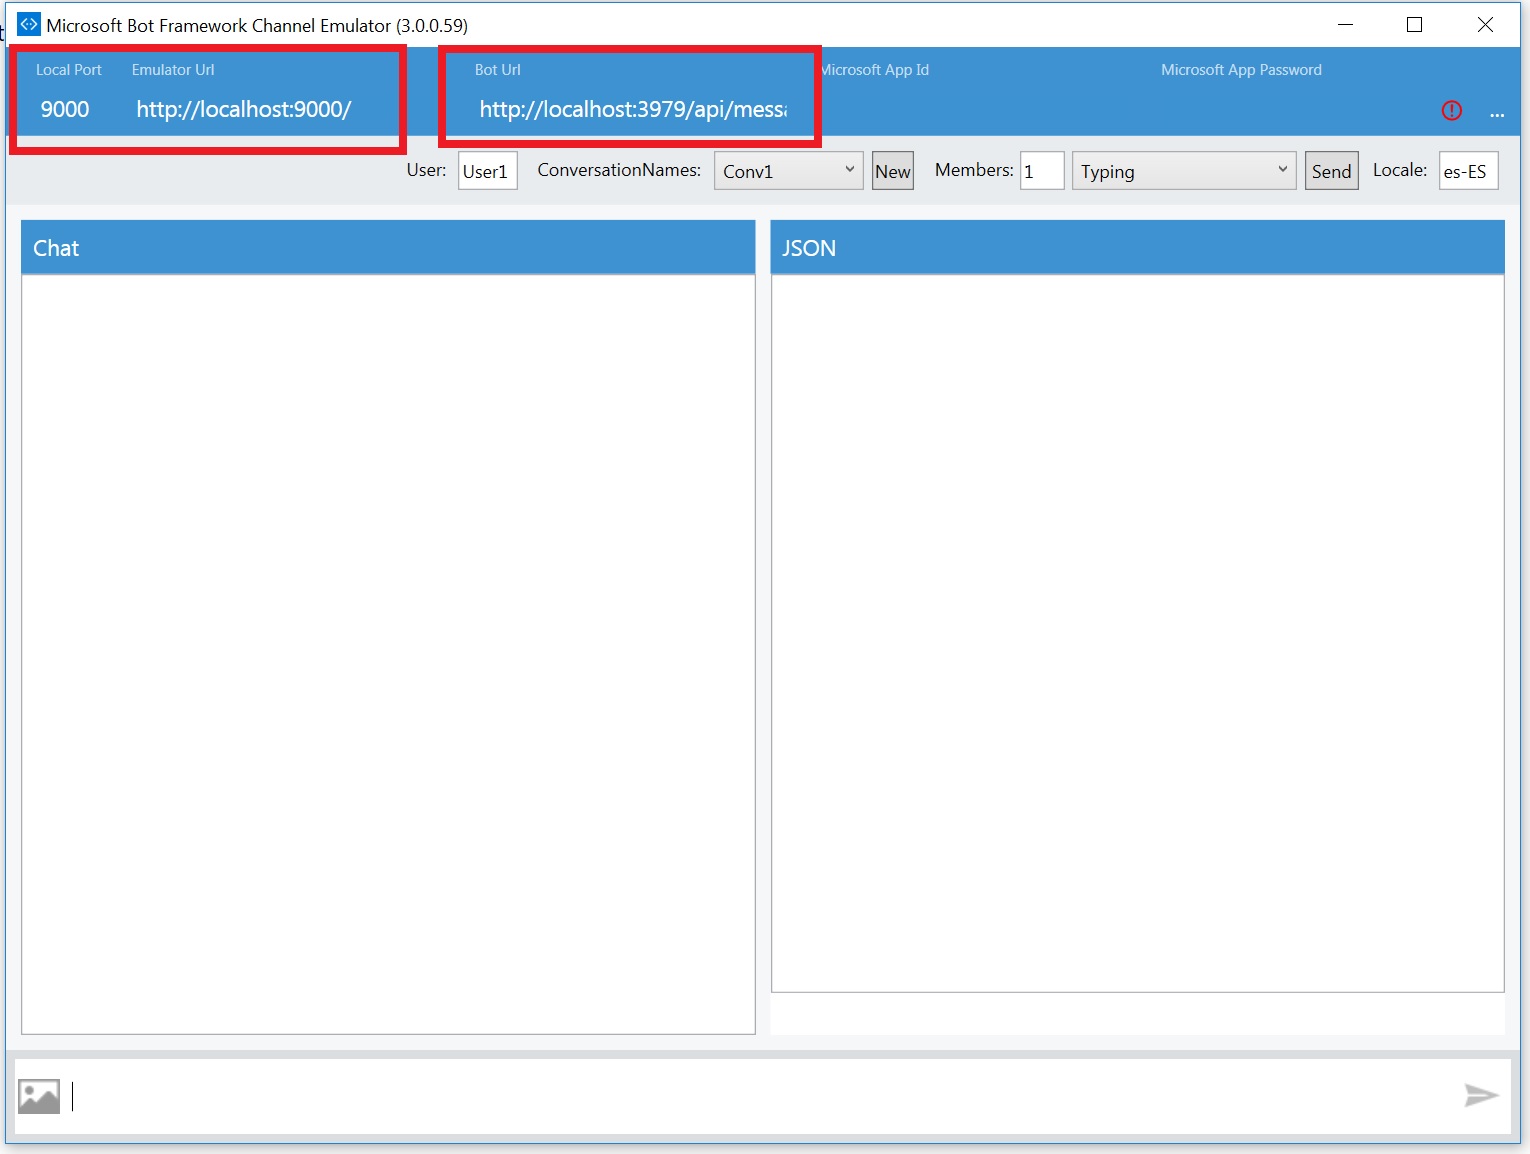 Microsoft Bot Framework Channel Emulator (3.0.0.59)
Local Port Emulator Url Bot Url Microsoft App Id Microsoft App Password
9000 http://localhost:9000/ http://localhost:3979/api/messa ...
User: User1 ConversationNames: Conv1 New Members: 1 Typing Send Locale: es-ES
Chat JSON